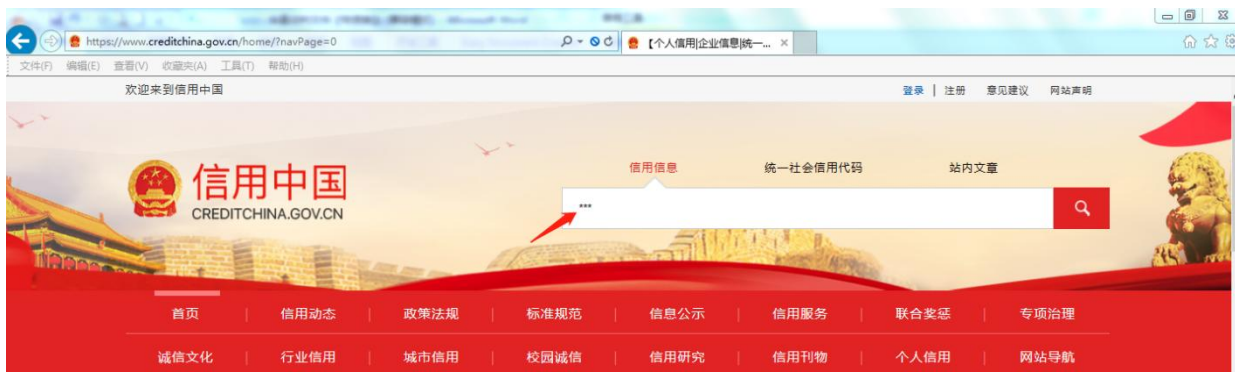 https://www.creditchina.gov.cn/home/?navPage=0
【个人信用|企业信息|统一... ×
文件(F) 编辑(E) 查看(V) 收藏夹(A) 工具(T) 帮助(H)
欢迎来到信用中国
登录 | 注册 意见建议 网站声明
信用信息 统一社会信用代码 站内文章
信用中国
CREDITCHINA.GOV.CN
***
首页 | 信用动态 | 政策法规 | 标准规范 | 信息公示 | 信用服务 | 联合奖惩 | 专项治理
诚信文化 | 行业信用 | 城市信用 | 校园诚信 | 信用研究 | 信用刊物 | 个人信用 | 网站导航